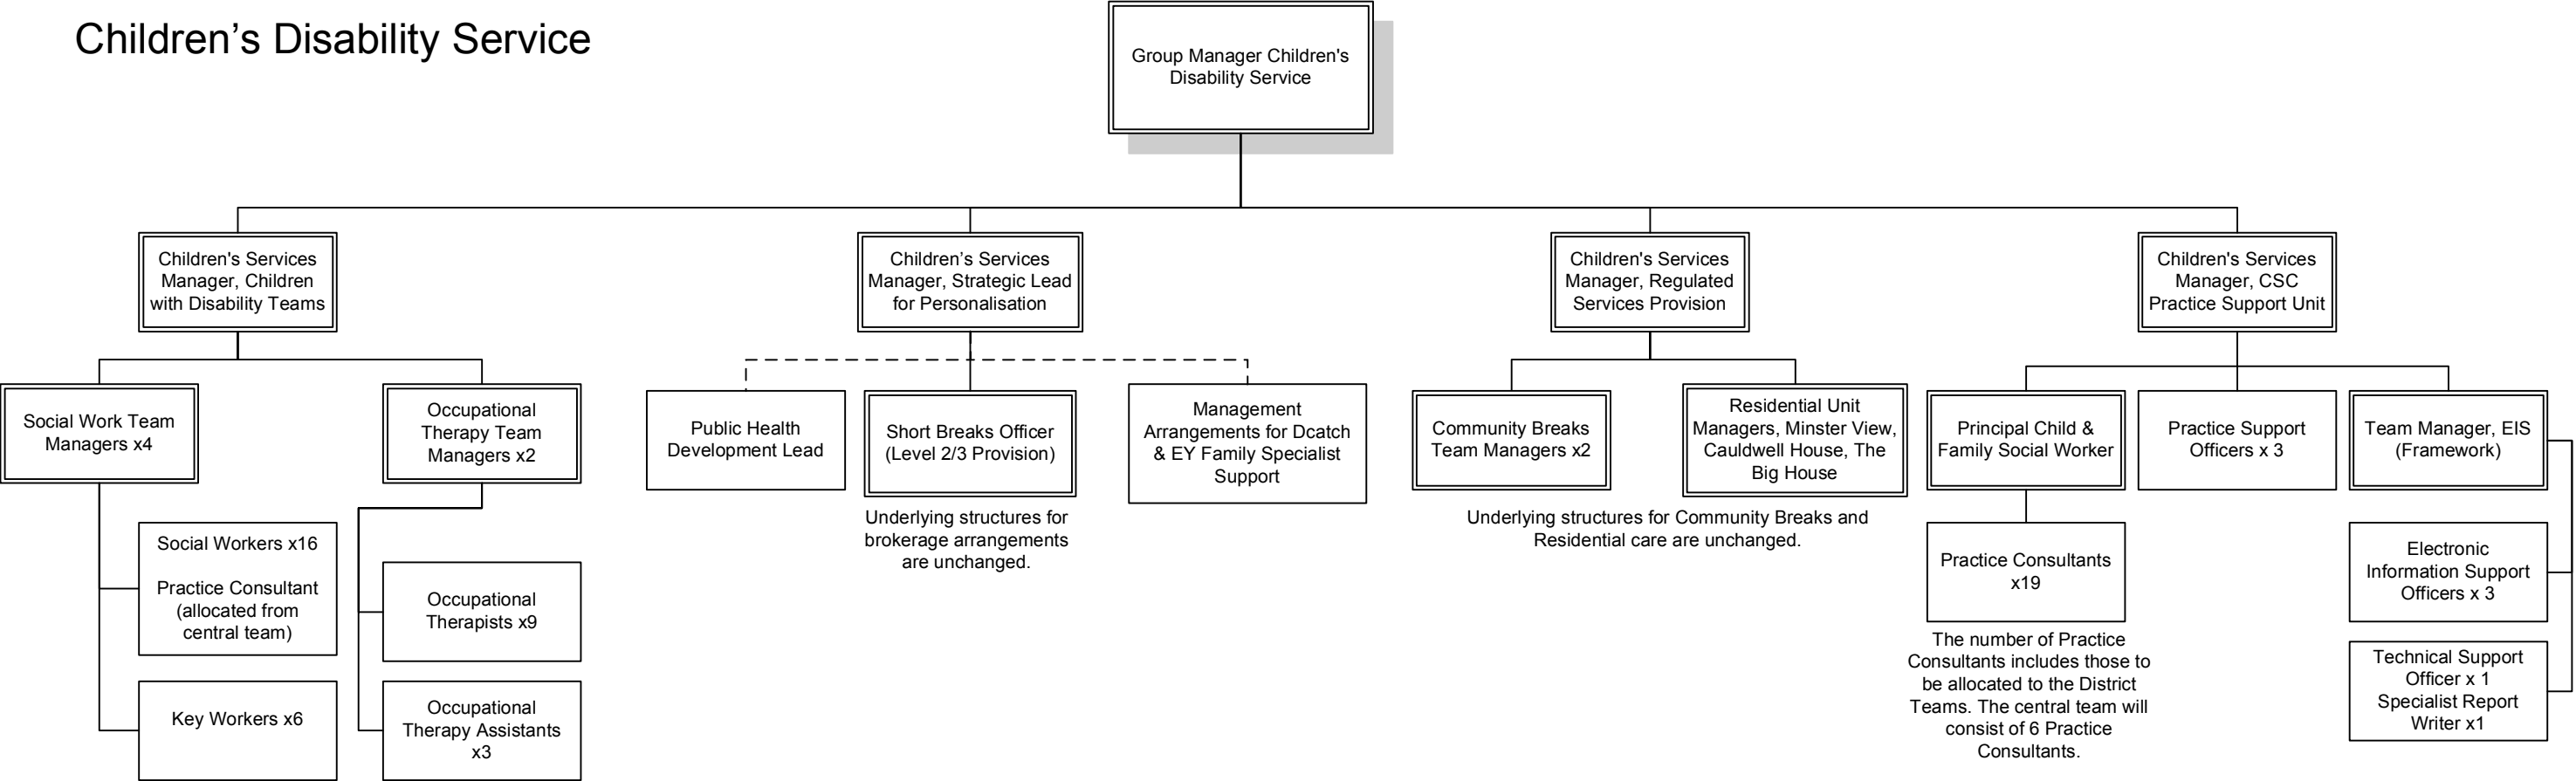 Children’s Disability Service
Group Manager Children's
Disability Service
Children's Services
Manager, Children
with Disability Teams
Children’s Services
Manager, Strategic Lead
for Personalisation
Children's Services
Manager, Regulated
Services Provision
Children's Services
Manager, CSC
Practice Support Unit
Social Work Team
Managers x4
Occupational
Therapy Team
Managers x2
Public Health
Development Lead
Short Breaks Officer
(Level 2/3 Provision)
Management
Arrangements for Dcatch
& EY Family Specialist
Support
Community Breaks
Team Managers x2
Residential Unit
Managers, Minster View,
Cauldwell House, The
Big House
Principal Child &
Family Social Worker
Practice Support
Officers x 3
Team Manager, EIS
(Framework)
Underlying structures for
brokerage arrangements
are unchanged.
Underlying structures for Community Breaks and
Residential care are unchanged.
Social Workers x16
Practice Consultant
(allocated from
central team)
Occupational
Therapists x9
Practice Consultants
x19
Electronic
Information Support
Officers x 3
Key Workers x6
Occupational
Therapy Assistants
x3
The number of Practice
Consultants includes those to
be allocated to the District
Teams. The central team will
consist of 6 Practice
Consultants.
Technical Support
Officer x 1
Specialist Report
Writer x1